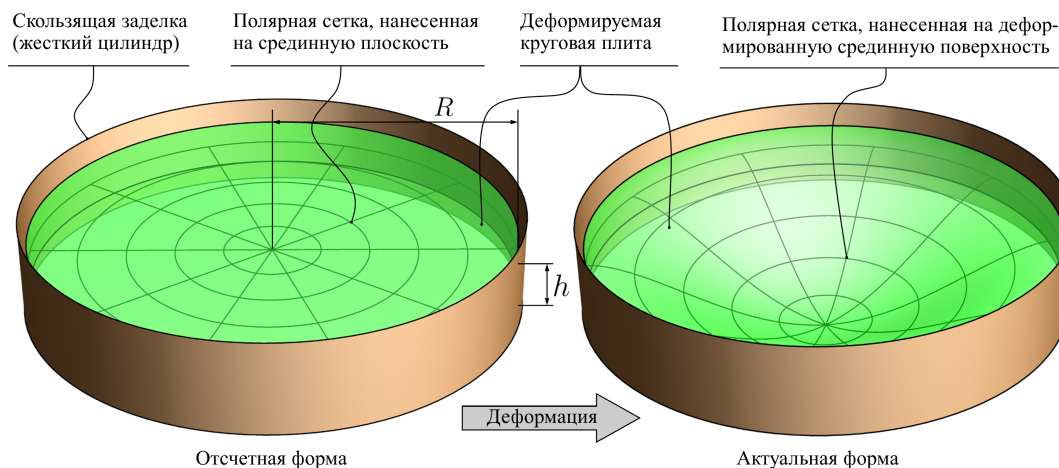 Скользящая заделка
(жесткий цилиндр)
Полярная сетка, нанесенная
на срединную плоскость
Деформируемая
круговая плита
Полярная сетка, нанесенная на дефор-
мированную срединную поверхность
R
h
Деформация
Отсчетная форма
Актуальная форма